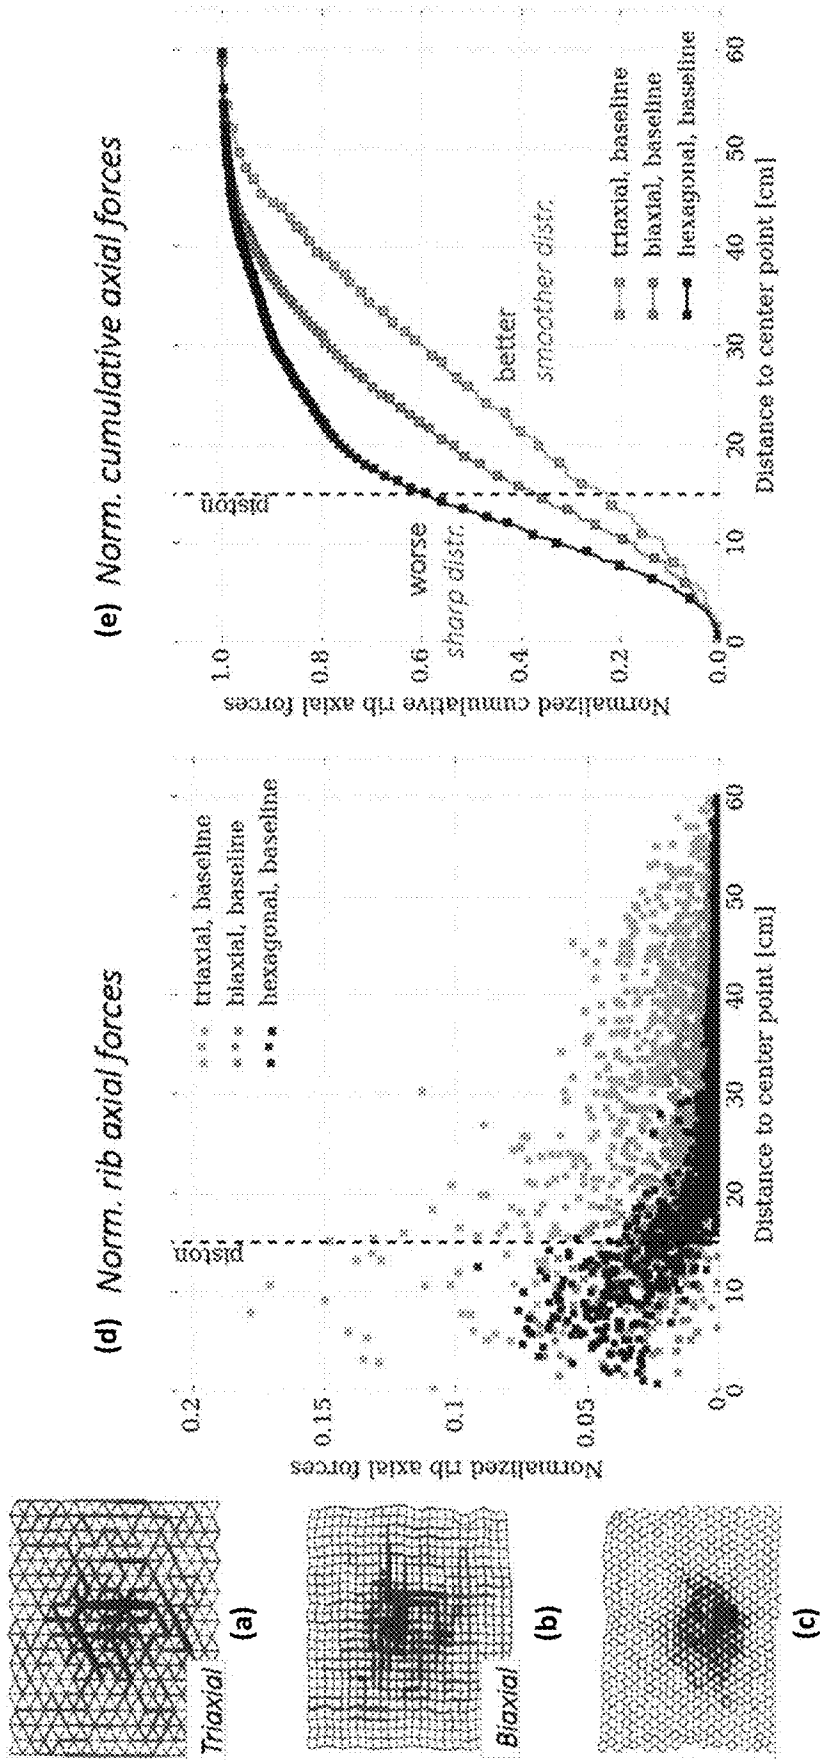 Triaxial
(a)
Biaxial
(b)
(c)
(d) Norm. rib axial forces
Normalized rib axial forces
0.2
0.15
0.1
0.05
0
piston
triaxial, baseline
biaxial, baseline
hexagonal, baseline
0 10 20 30 40 50 60
Distance to center point [cm]
(e) Norm. cumulative axial forces
Normalized cumulative rib axial forces
1.0
0.8
0.6
0.4
0.2
0.0
piston
worse
sharp distr.
better
smoother distr.
triaxial, baseline
biaxial, baseline
hexagonal, baseline
0 10 20 30 40 50 60
Distance to center point [cm]